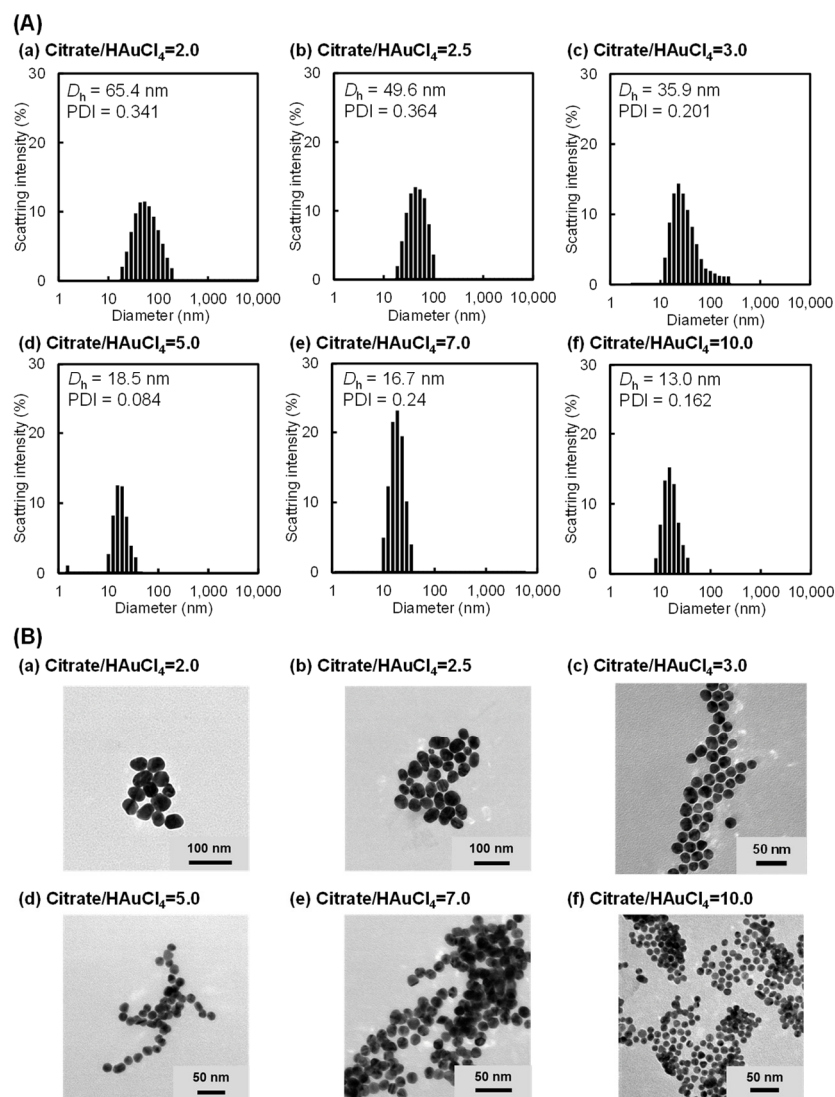 (A)
(a) Citrate/HAuCl4=2.0
(b) Citrate/HAuCl4=2.5
(c) Citrate/HAuCl4=3.0
Scattring intensity (%)
30
20
10
0
Dh = 65.4 nm
PDI = 0.341
1 10 100 1,000 10,000
Diameter (nm)
Scattring intensity (%)
30
20
10
0
Dh = 49.6 nm
PDI = 0.364
1 10 100 1,000 10,000
Diameter (nm)
Scattring intensity (%)
30
20
10
0
Dh = 35.9 nm
PDI = 0.201
1 10 100 1,000 10,000
Diameter (nm)
(d) Citrate/HAuCl4=5.0
(e) Citrate/HAuCl4=7.0
(f) Citrate/HAuCl4=10.0
Scattring intensity (%)
30
20
10
0
Dh = 18.5 nm
PDI = 0.084
1 10 100 1,000 10,000
Diameter (nm)
Scattring intensity (%)
30
20
10
0
Dh = 16.7 nm
PDI = 0.24
1 10 100 1,000 10,000
Diameter (nm)
Scattring intensity (%)
30
20
10
0
Dh = 13.0 nm
PDI = 0.162
1 10 100 1,000 10,000
Diameter (nm)
(B)
(a) Citrate/HAuCl4=2.0
(b) Citrate/HAuCl4=2.5
(c) Citrate/HAuCl4=3.0
100 nm
100 nm
50 nm
(d) Citrate/HAuCl4=5.0
(e) Citrate/HAuCl4=7.0
(f) Citrate/HAuCl4=10.0
50 nm
50 nm
50 nm